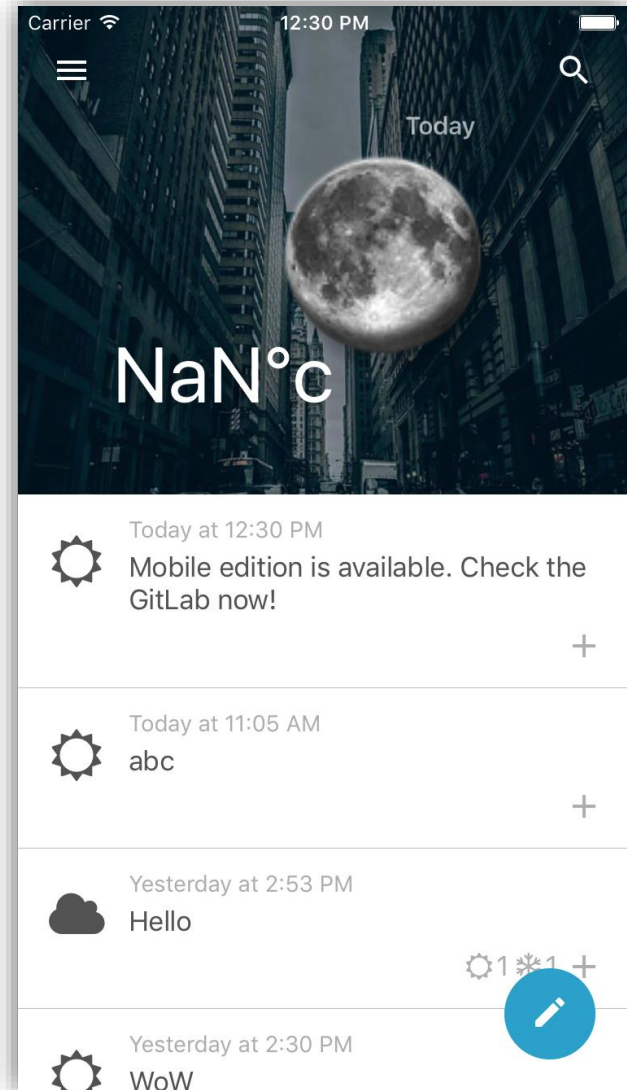 Carrier 12:30 PM
Today
NaN°c
Today at 12:30 PM
Mobile edition is available. Check the
GitLab now!
Today at 11:05 AM
abc
Yesterday at 2:53 PM
Hello
1 1
Yesterday at 2:30 PM
WoW